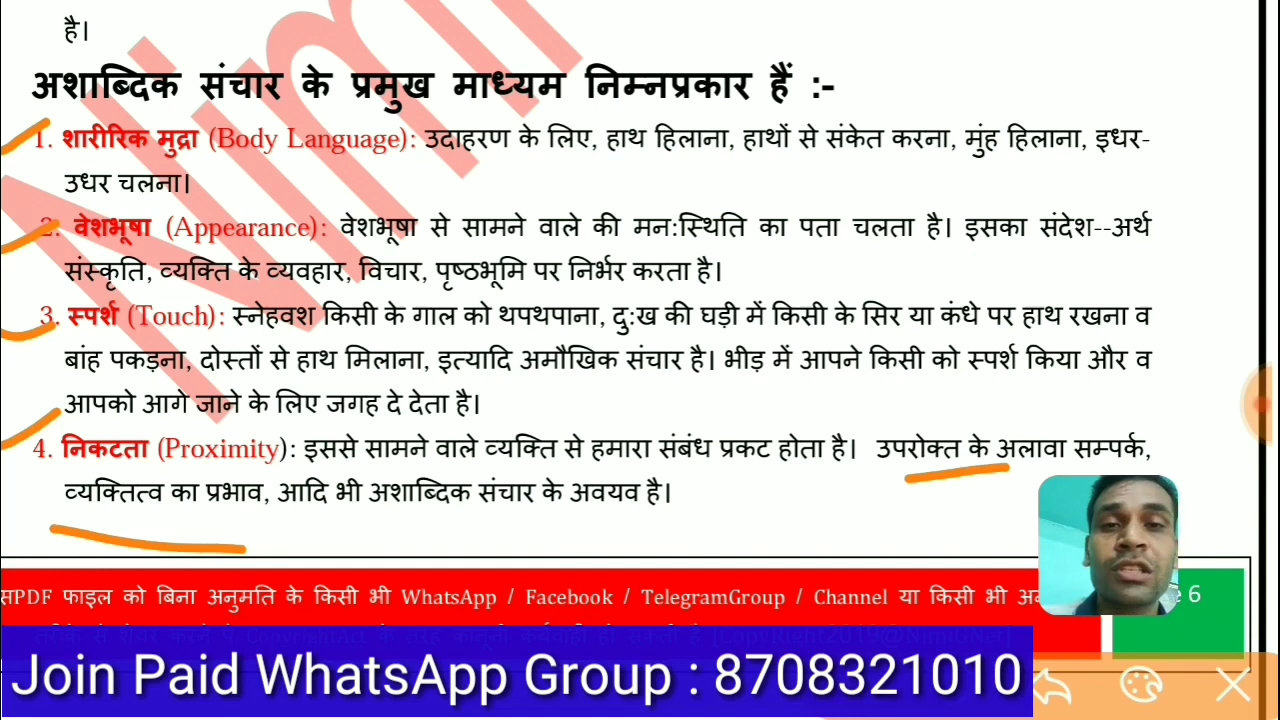 है।
अशाब्दिक संचार के प्रमुख माध्यम निम्नप्रकार हैं :-
1. शारीरिक मुद्रा (Body Language): उदाहरण के लिए, हाथ हिलाना, हाथों से संकेत करना, मुंह हिलाना, इधर-
उधर चलना।
2. वेशभूषा (Appearance): वेशभूषा से सामने वाले की मन:स्थिति का पता चलता है। इसका संदेश--अर्थ
संस्कृति, व्यक्ति के व्यवहार, विचार, पृष्ठभूमि पर निर्भर करता है।
3. स्पर्श (Touch): स्नेहवश किसी के गाल को थपथपाना, दु:ख की घड़ी में किसी के सिर या कंधे पर हाथ रखना व
बांह पकड़ना, दोस्तों से हाथ मिलाना, इत्यादि अमौखिक संचार है। भीड़ में आपने किसी को स्पर्श किया और व
आपको आगे जाने के लिए जगह दे देता है।
4. निकटता (Proximity): इससे सामने वाले व्यक्ति से हमारा संबंध प्रकट होता है। उपरोक्त के अलावा सम्पर्क,
व्यक्तित्व का प्रभाव, आदि भी अशाब्दिक संचार के अवयव है।
सPDF फाइल को बिना अनुमति के किसी भी WhatsApp / Facebook / TelegramGroup / Channel या किसी भी 6
Join Paid WhatsApp Group : 8708321010